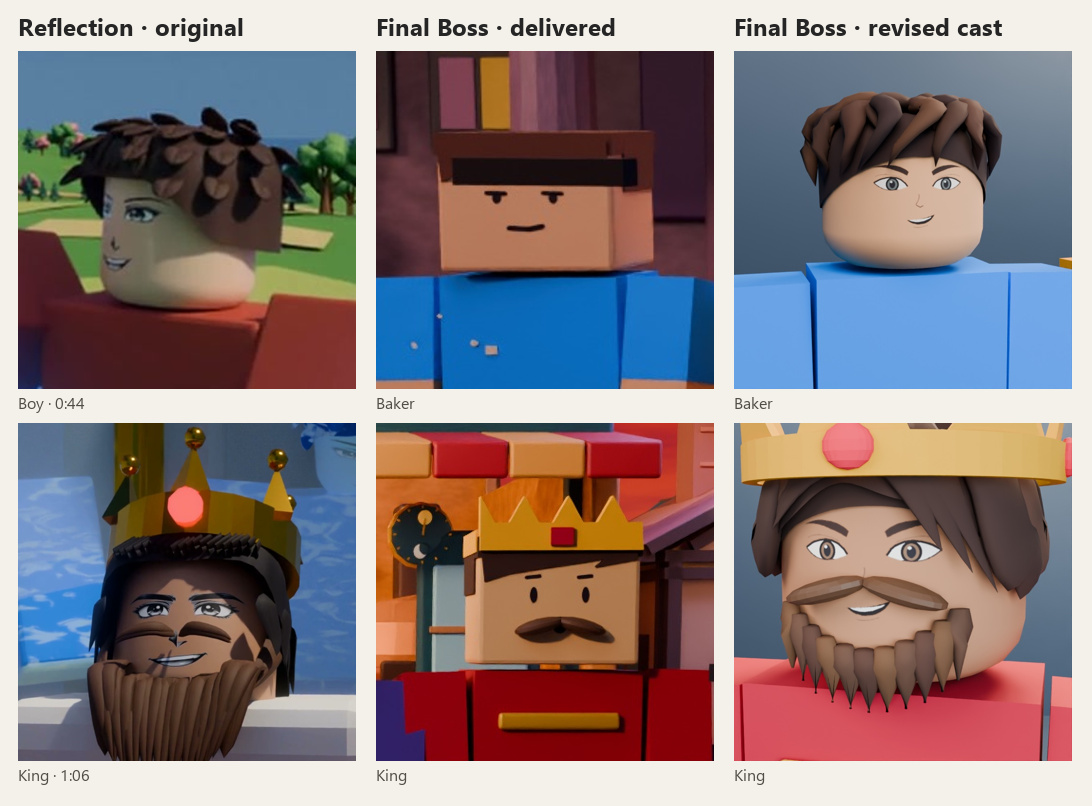 Reflection · original
Final Boss · delivered
Final Boss · revised cast
Boy · 0:44
Baker
Baker
King · 1:06
King
King